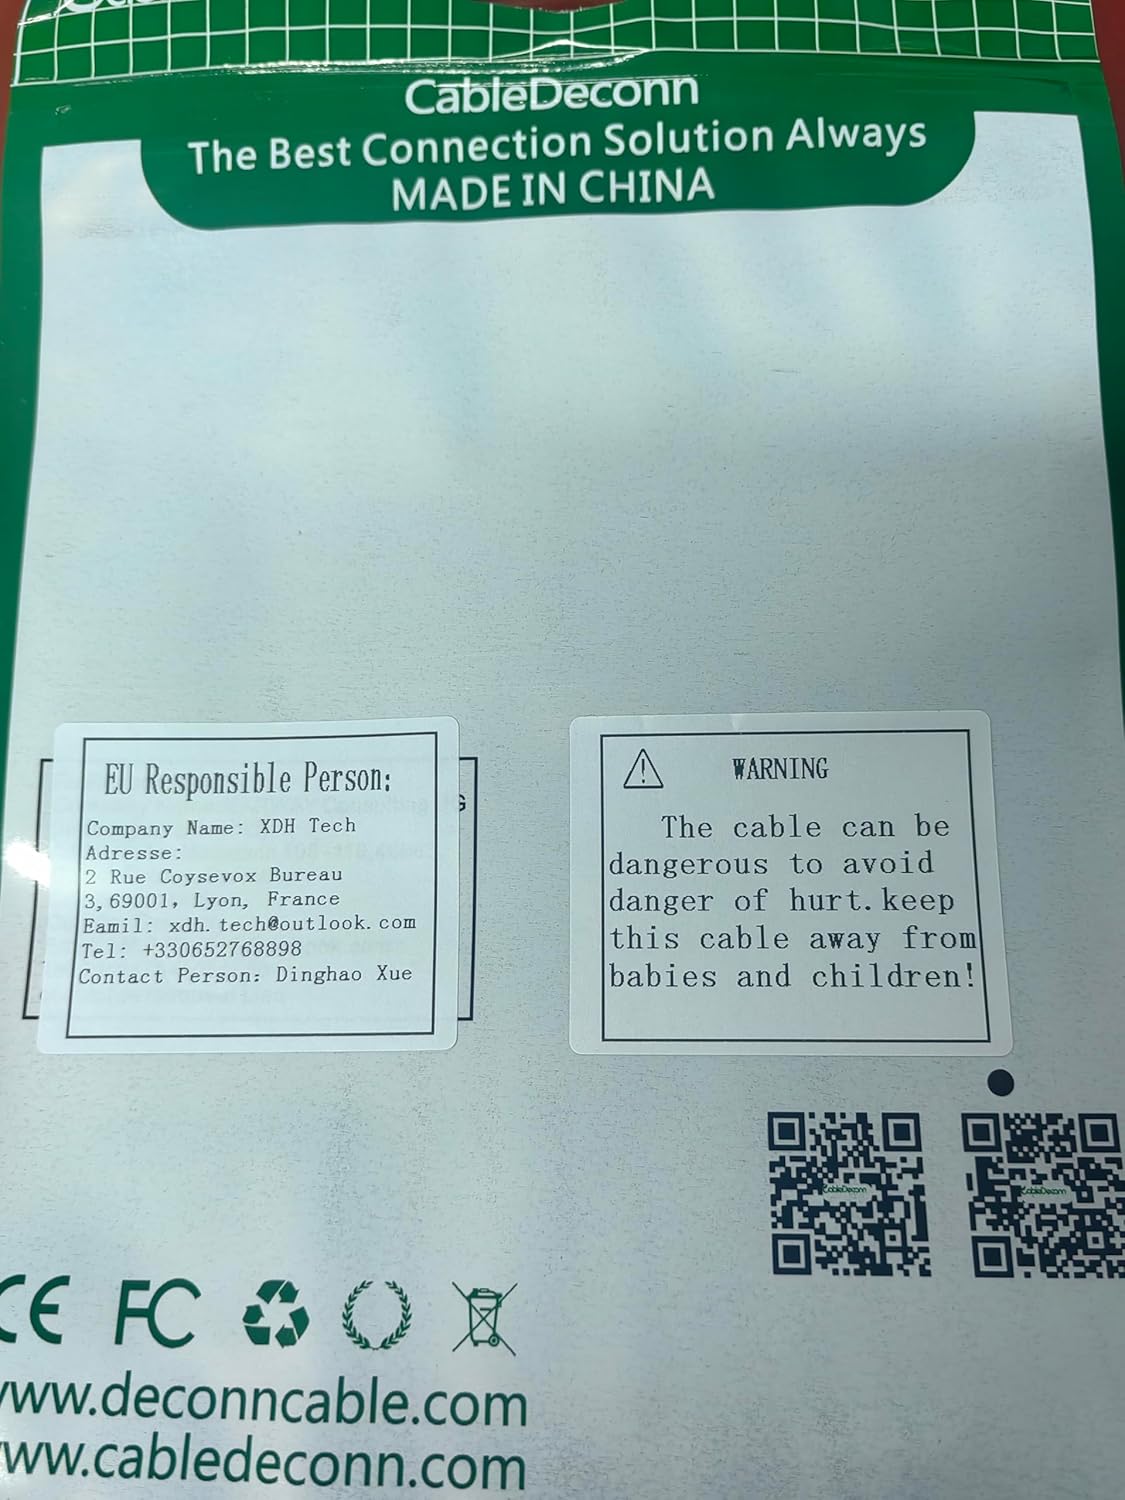 CableDeconn
The Best Connection Solution Always
MADE IN CHINA
EU Responsible Person:
Company Name: XDH Tech
Adresse:
2 Rue Coysevox Bureau
3,69001, Lyon, France
Eamil: xdh.tech@outlook.com
Tel: +330652768898
Contact Person: Dinghao Xue
G
WARNING
The cable can be
dangerous to avoid
danger of hurt.keep
this cable away from
babies and children!
CableDeconn
CableDeconn
CE FC
www.deconncable.com
www.cabledeconn.com